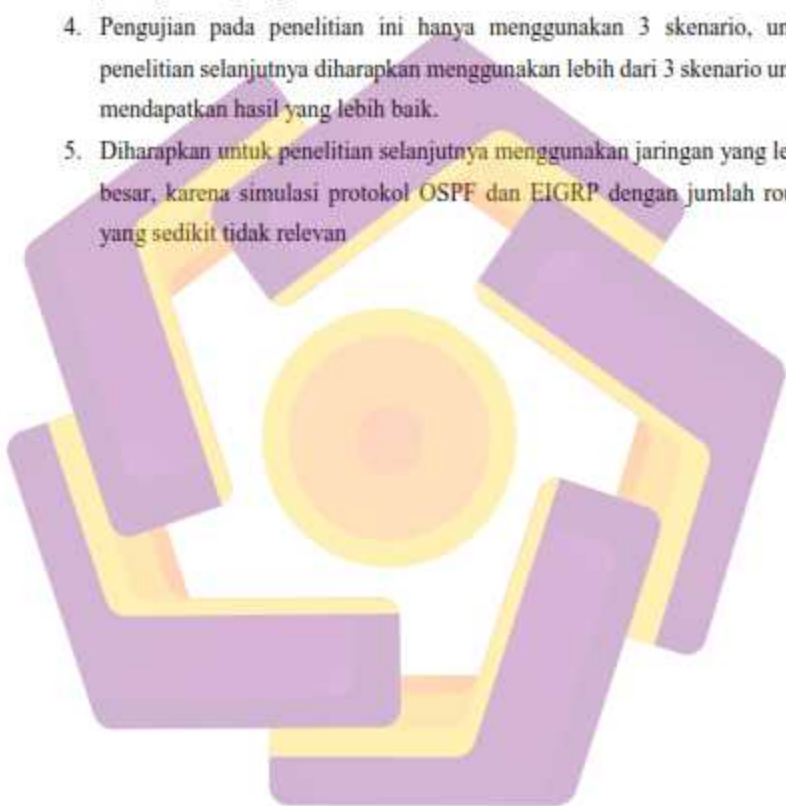 4. Pengujian pada penelitian ini hanya menggunakan 3 skenario, un
penelitian selanjutnya diharapkan menggunakan lebih dari 3 skenario un
mendapatkan hasil yang lebih baik.
5. Diharapkan untuk penelitian selanjutnya menggunakan jaringan yang le
besar, karena simulasi protokol OSPF dan EIGRP dengan jumlah rou
yang sedikit tidak relevan